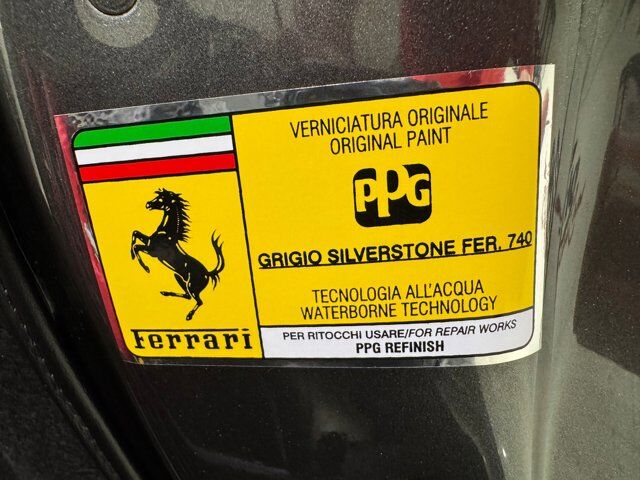 VERNICIATURA ORIGINALE
ORIGINAL PAINT
PPG
GRIGIO SILVERSTONE FER. 740
TECNOLOGIA ALL'ACQUA
WATERBORNE TECHNOLOGY
Ferrari
PER RITOCCHI USARE/FOR REPAIR WORKS
PPG REFINISH